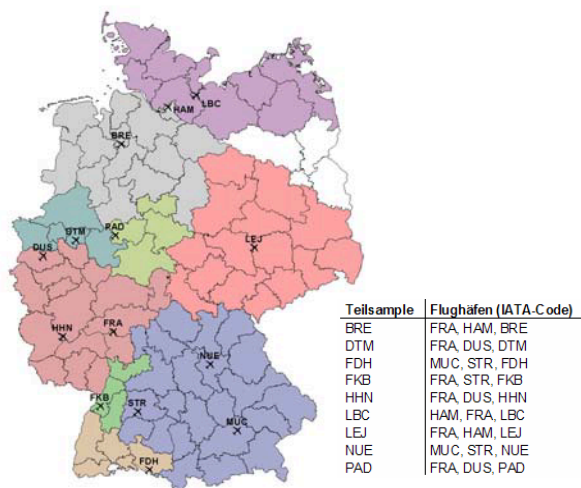 LBC
HAM
BRE
DTM
PAD
DUS
LEJ
HHN
FRA
NUE
FKB
STR
MUC
FDH
Teilsample Flughäfen (IATA-Code)
BRE FRA, HAM, BRE
DTM FRA, DUS, DTM
FDH MUC, STR, FDH
FKB FRA, STR, FKB
HHN FRA, DUS, HHN
LBC HAM, FRA, LBC
LEJ FRA, HAM, LEJ
NUE MUC, STR, NUE
PAD FRA, DUS, PAD